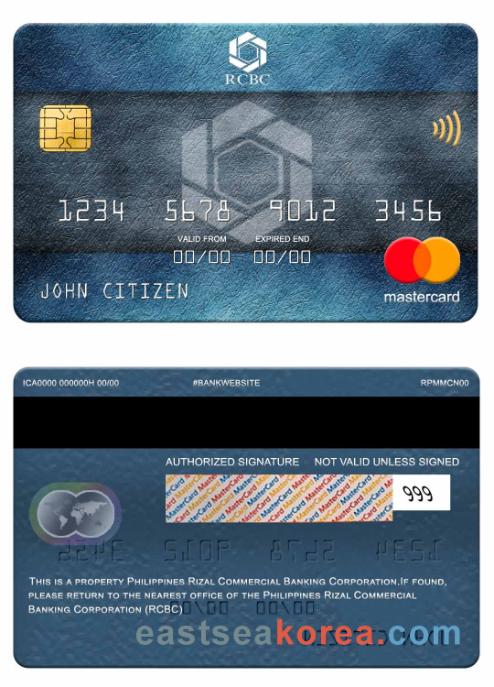 RCBC
1234 5678 9012 3456
VALID FROM EXPIRED END
00/00 00/00
JOHN CITIZEN
mastercard
ICA0000 000000H 00/00 #BANKWEBSITE RPMMCN00
AUTHORIZED SIGNATURE NOT VALID UNLESS SIGNED
999
THIS IS A PROPERTY PHILIPPINES RIZAL COMMERCIAL BANKING CORPORATION.IF FOUND,
PLEASE RETURN TO THE NEAREST OFFICE OF THE PHILIPPINES RIZAL COMMERCIAL
BANKING CORPORATION (RCBC)
eastseakorea.com